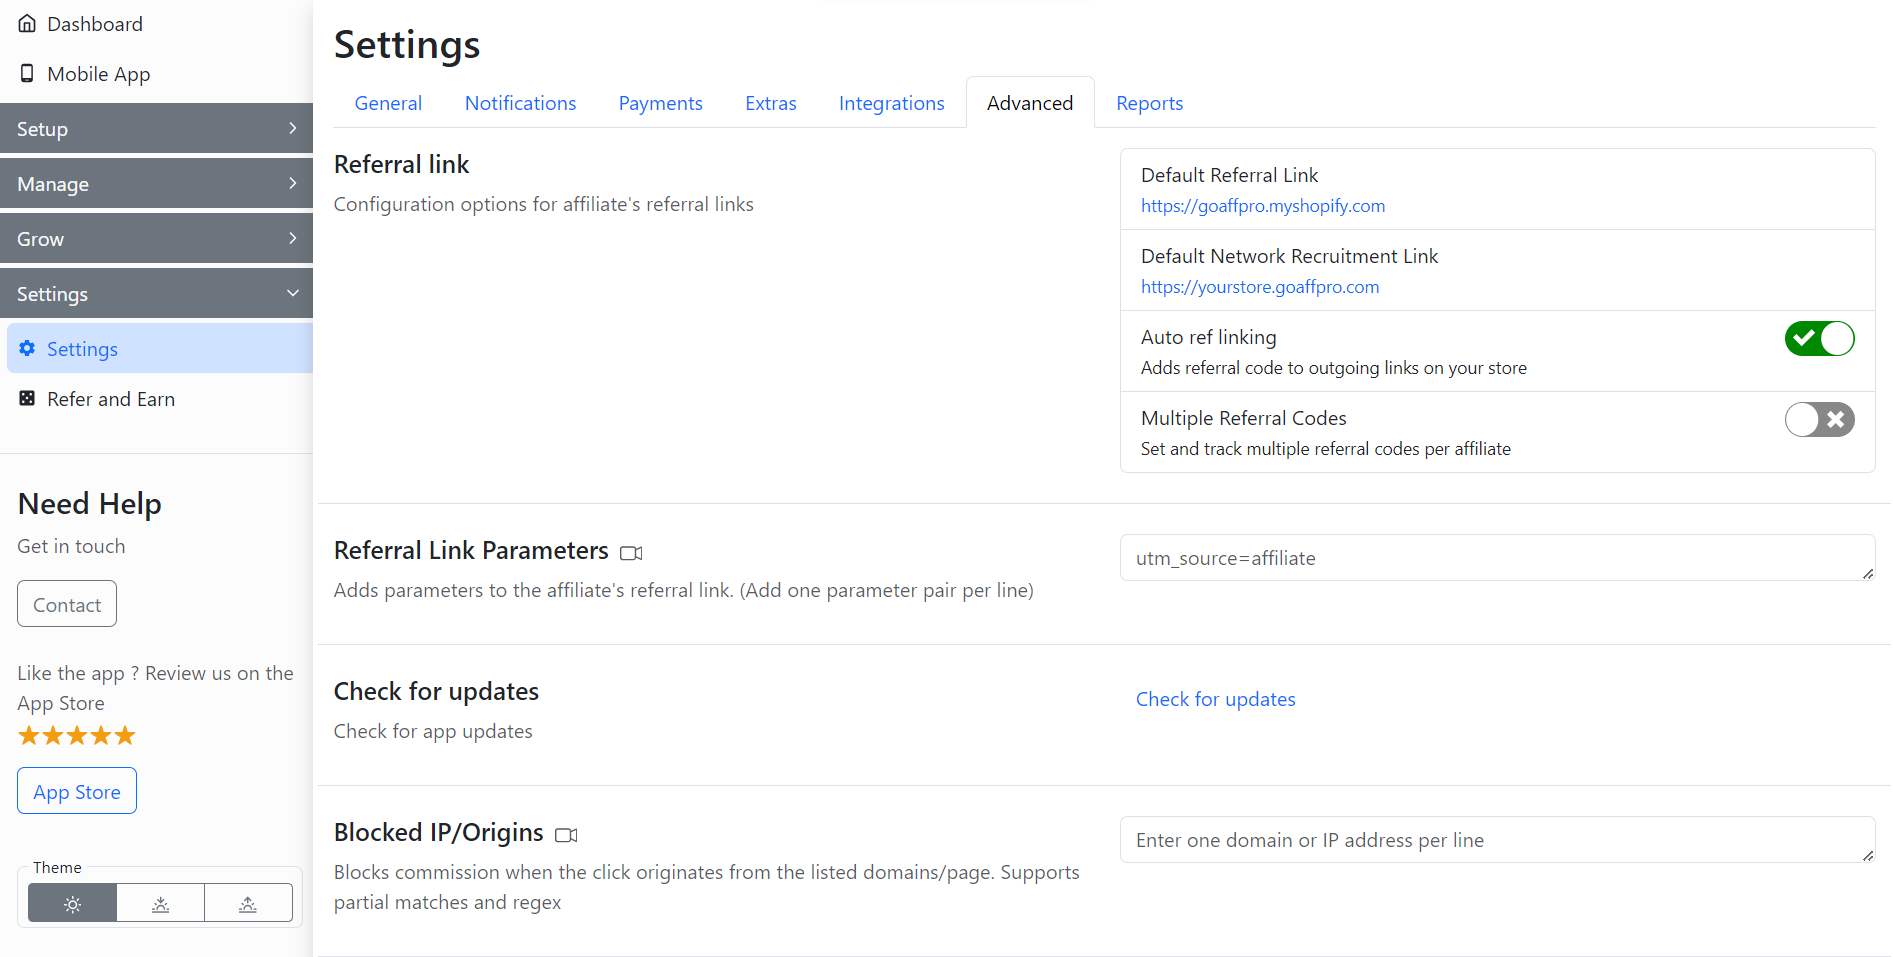 Dashboard
Mobile App
Setup
Manage
Grow
Settings
Settings
Refer and Earn
Need Help
Get in touch
Contact
Like the app ? Review us on the
App Store
App Store
Theme
Settings
General
Notifications
Payments
Extras
Integrations
Advanced
Reports
Referral link
Configuration options for affiliate's referral links
Default Referral Link
https://goaffpro.myshopify.com
Default Network Recruitment Link
https://yourstore.goaffpro.com
Auto ref linking
Adds referral code to outgoing links on your store
Multiple Referral Codes
Set and track multiple referral codes per affiliate
Referral Link Parameters
Adds parameters to the affiliate's referral link. (Add one parameter pair per line)
utm_source=affiliate
Check for updates
Check for app updates
Check for updates
Blocked IP/Origins
Blocks commission when the click originates from the listed domains/page. Supports
partial matches and regex
Enter one domain or IP address per line